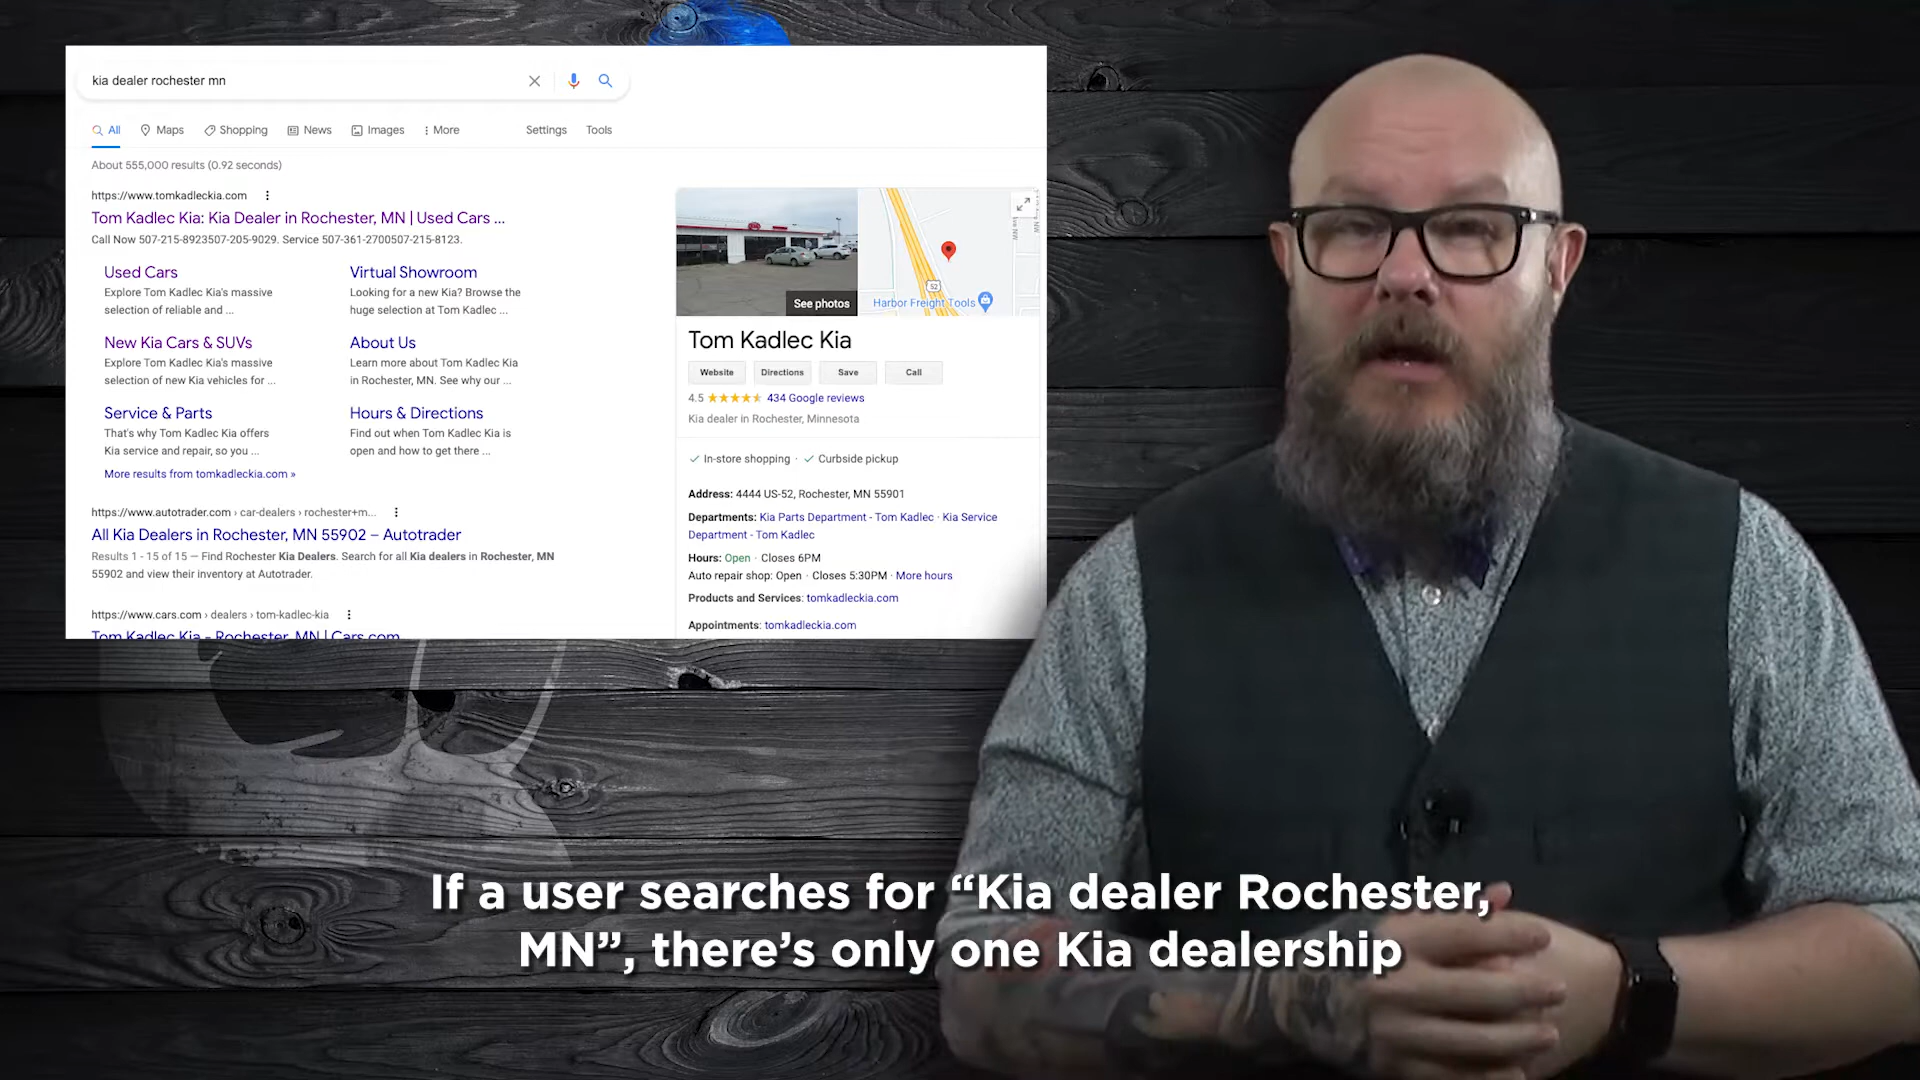 kia dealer rochester mn
All Maps Shopping News Images More Settings Tools
About 555,000 results (0.92 seconds)
https://www.tomkadleckia.com
Tom Kadlec Kia: Kia Dealer in Rochester, MN | Used Cars ...
Call Now 507-215-8923507-205-9029. Service 507-361-2700507-215-8123.
Used Cars
Explore Tom Kadlec Kia's massive
selection of reliable and ...
Virtual Showroom
Looking for a new Kia? Browse the
huge selection at Tom Kadlec ...
New Kia Cars & SUVs
Explore Tom Kadlec Kia's massive
selection of new Kia vehicles for ...
About Us
Learn more about Tom Kadlec Kia
in Rochester, MN. See why our ...
Service & Parts
That's why Tom Kadlec Kia offers
Kia service and repair, so you ...
Hours & Directions
Find out when Tom Kadlec Kia is
open and how to get there ...
More results from tomkadleckia.com »
https://www.autotrader.com › car-dealers › rochester+m...
All Kia Dealers in Rochester, MN 55902 – Autotrader
Results 1 - 15 of 15 — Find Rochester Kia Dealers. Search for all Kia dealers in Rochester, MN
55902 and view their inventory at Autotrader.
https://www.cars.com › dealers › tom-kadlec-kia
Tom Kadlec Kia - Rochester, MN | Cars.com
See photos
52
Harbor Freight Tools
Tom Kadlec Kia
Website Directions Save Call
4.5 434 Google reviews
Kia dealer in Rochester, Minnesota
In-store shopping · Curbside pickup
Address: 4444 US-52, Rochester, MN 55901
Departments: Kia Parts Department - Tom Kadlec · Kia Service
Department - Tom Kadlec
Hours: Open · Closes 6PM
Auto repair shop: Open · Closes 5:30PM · More hours
Products and Services: tomkadleckia.com
Appointments: tomkadleckia.com
If a user searches for “Kia dealer Rochester,
MN”, there’s only one Kia dealership